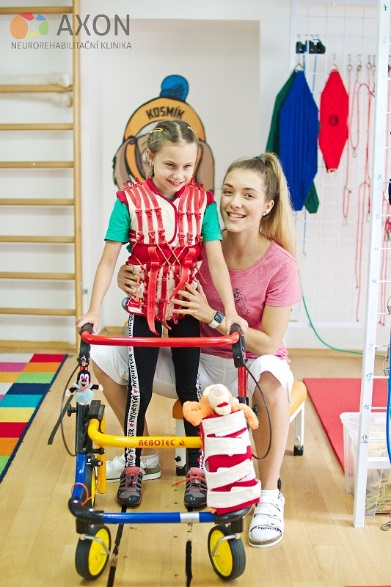 AXON
NEUROREHABILITAČNÍ KLINIKA
KOSMÍK
REBOTEC